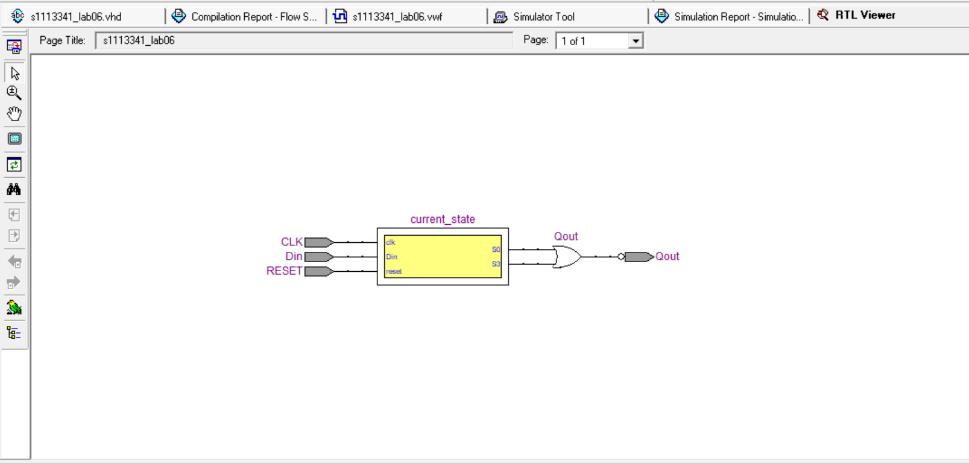 s1113341_lab06.vhd Compilation Report - Flow S... s1113341_lab06.vwf Simulator Tool Simulation Report - Simulatio... RTL Viewer
Page Title: s1113341_lab06 Page: 1 of 1
current_state
CLK clk
Din Din
RESET reset
S0
S3
Qout
Qout